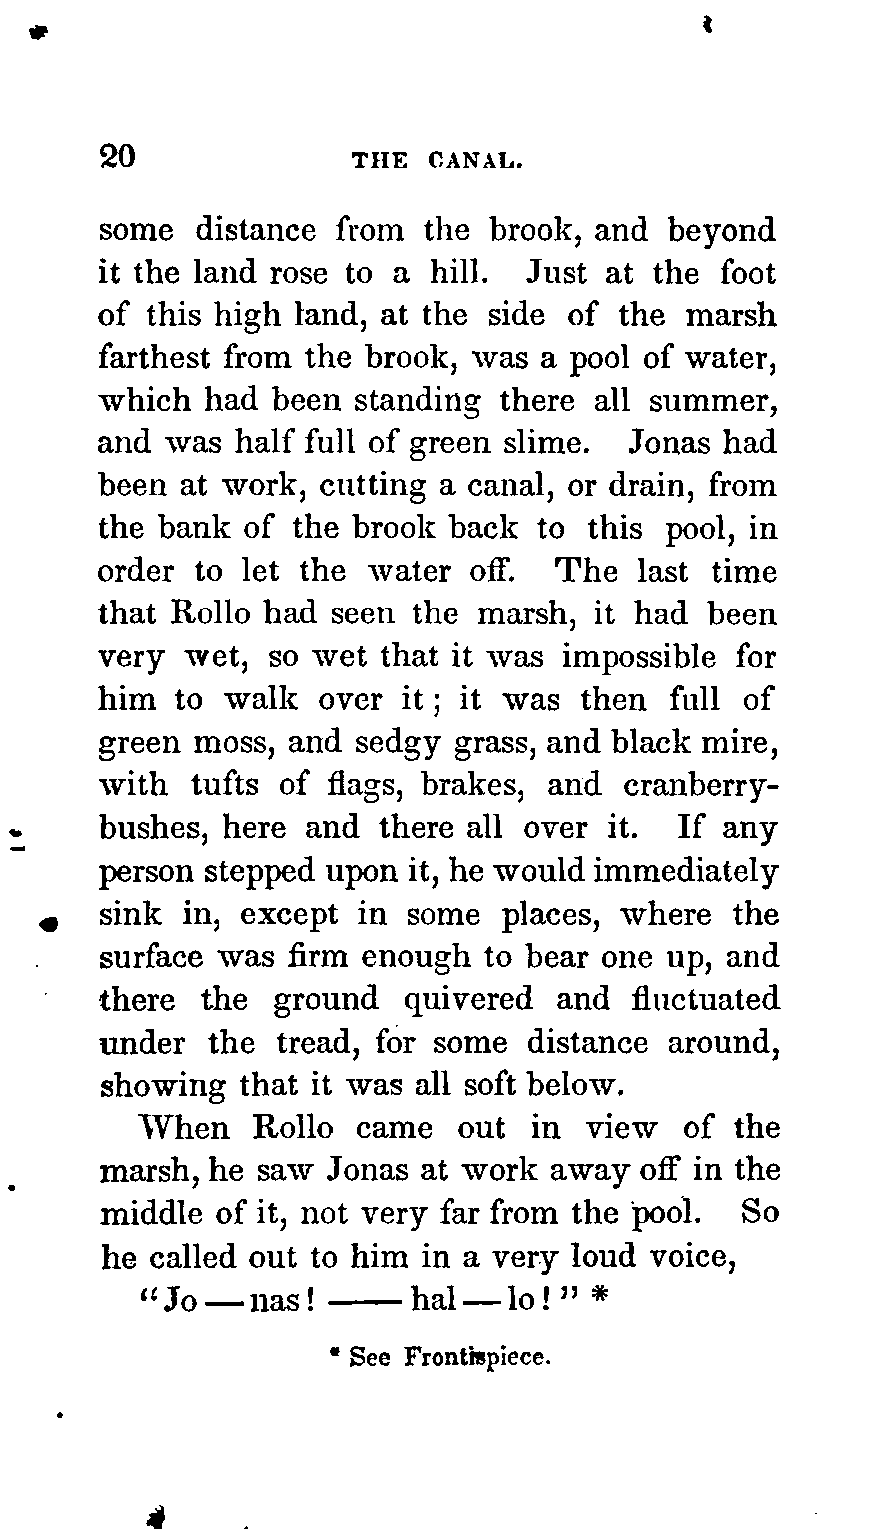 20 THE CANAL.
some distance from the brook, and beyond
it the land rose to a hill. Just at the foot
of this high land, at the side of the marsh
farthest from the brook, was a pool of water,
which had been standing there all summer,
and was half full of green slime. Jonas had
been at work, cutting a canal, or drain, from
the bank of the brook back to this pool, in
order to let the water off. The last time
that Rollo had seen the marsh, it had been
very wet, so wet that it was impossible for
him to walk over it; it was then full of
green moss, and sedgy grass, and black mire,
with tufts of flags, brakes, and cranberry-
bushes, here and there all over it. If any
person stepped upon it, he would immediately
sink in, except in some places, where the
surface was firm enough to bear one up, and
there the ground quivered and fluctuated
under the tread, for some distance around,
showing that it was all soft below.
When Rollo came out in view of the
marsh, he saw Jonas at work away off in the
middle of it, not very far from the pool. So
he called out to him in a very loud voice,
"Jo—nas! —— hal—lo!" *
* See Frontispiece.